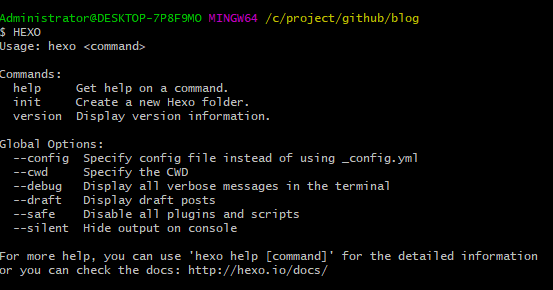 Administrator@DESKTOP-7P8F9MO MINGW64 /c/project/github/blog
$ HEXO
Usage: hexo <command>

Commands:
  help     Get help on a command.
  init     Create a new Hexo folder.
  version  Display version information.

Global Options:
  --config  Specify config file instead of using _config.yml
  --cwd     Specify the CWD
  --debug   Display all verbose messages in the terminal
  --draft   Display draft posts
  --safe    Disable all plugins and scripts
  --silent  Hide output on console

For more help, you can use 'hexo help [command]' for the detailed information
or you can check the docs: http://hexo.io/docs/